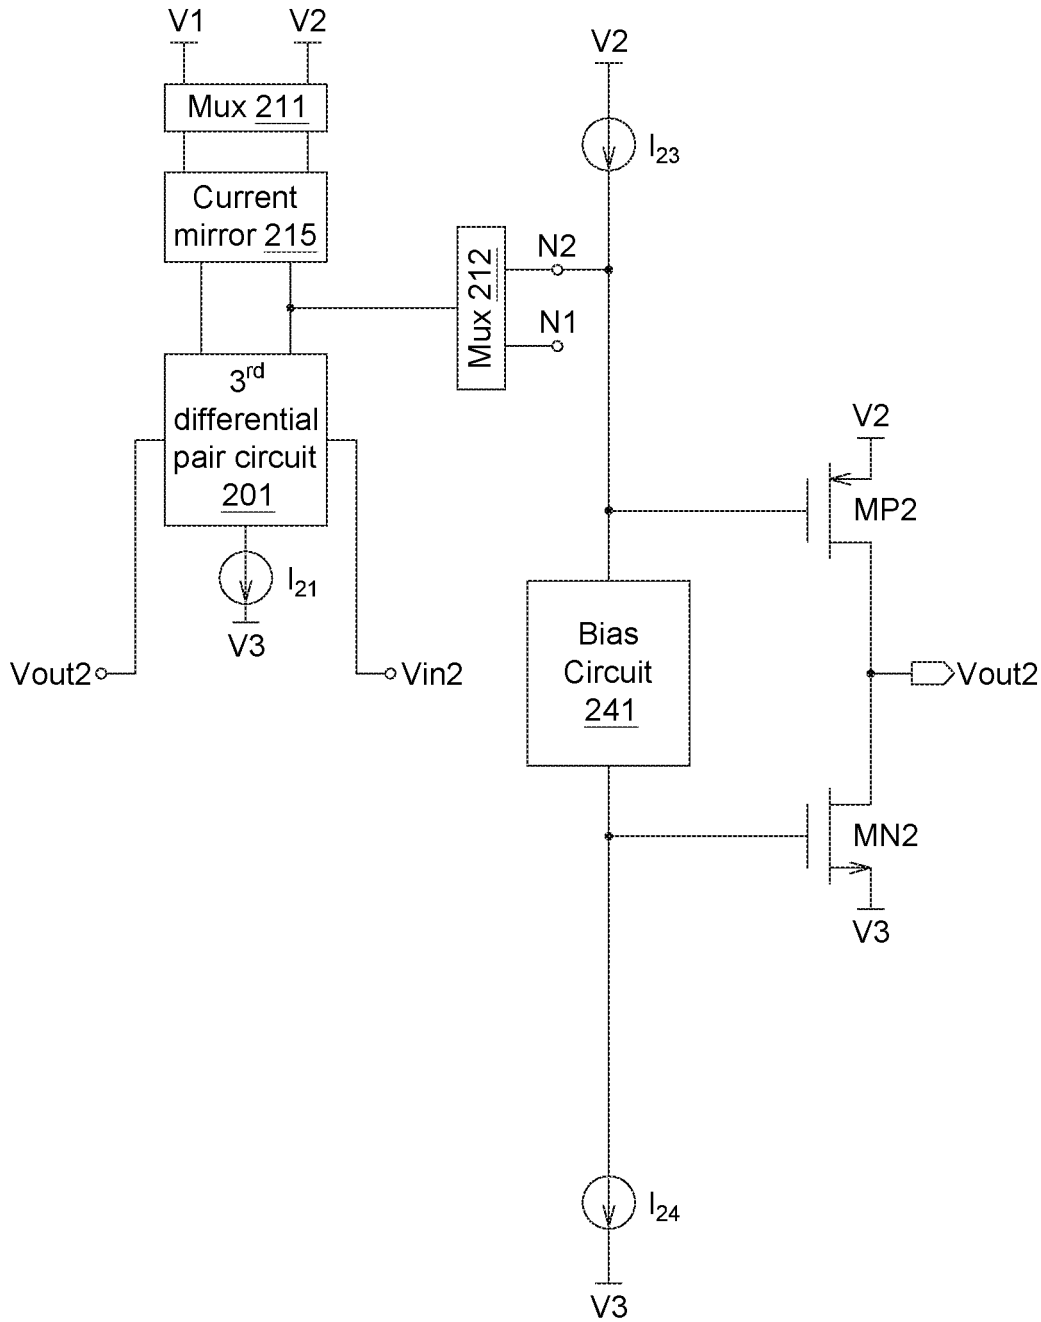 V1 V2
Mux 211
Current
mirror 215
3rd
differential
pair circuit
201
I21
V3
Vout2
Vin2
Mux 212
N2
N1
V2
I23
Bias
Circuit
241
V2
MP2
Vout2
MN2
V3
I24
V3